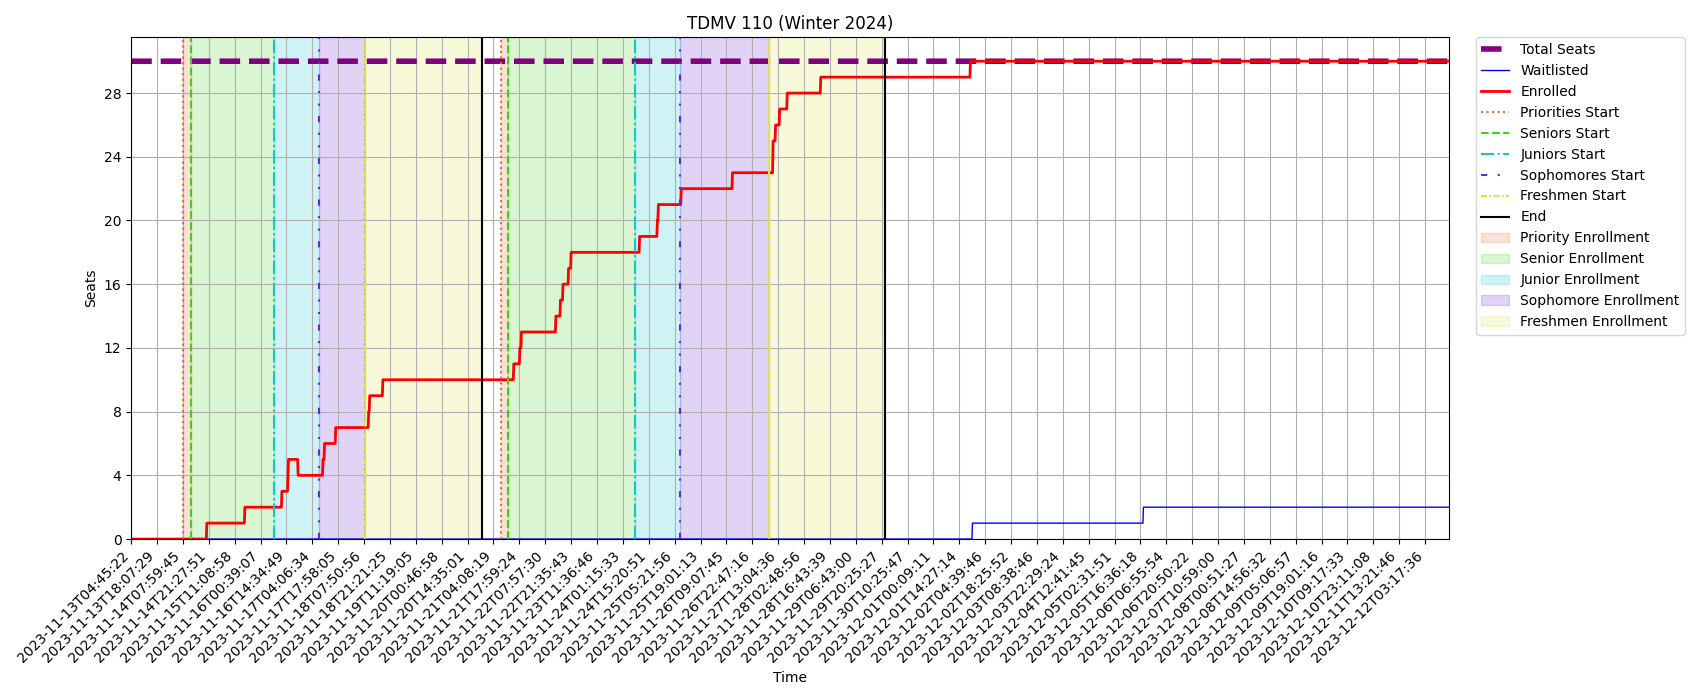 TDMV 110 (Winter 2024)
Total Seats
Waitlisted
Enrolled
Priorities Start
Seniors Start
Juniors Start
Sophomores Start
Freshmen Start
End
Priority Enrollment
Senior Enrollment
Junior Enrollment
Sophomore Enrollment
Freshmen Enrollment
Seats
28
24
20
16
12
8
4
0
2023-11-13T04:45:22
2023-11-13T18:07:29
2023-11-14T07:59:45
2023-11-14T21:27:51
2023-11-15T11:08:58
2023-11-16T00:39:07
2023-11-16T14:34:49
2023-11-17T04:06:34
2023-11-17T17:58:05
2023-11-18T07:50:56
2023-11-18T21:21:25
2023-11-19T11:19:05
2023-11-20T00:46:58
2023-11-20T14:35:01
2023-11-21T04:08:19
2023-11-21T17:59:24
2023-11-22T07:57:30
2023-11-22T21:35:43
2023-11-23T11:36:46
2023-11-24T01:15:33
2023-11-24T15:20:51
2023-11-25T05:21:56
2023-11-25T19:01:13
2023-11-26T09:07:45
2023-11-26T22:47:16
2023-11-27T13:04:36
2023-11-28T02:48:56
2023-11-28T16:43:39
2023-11-29T06:43:00
2023-11-29T20:25:27
2023-11-30T10:25:47
2023-12-01T00:09:11
2023-12-01T14:27:14
2023-12-02T04:39:46
2023-12-02T18:25:52
2023-12-03T08:38:46
2023-12-03T22:29:24
2023-12-04T12:41:45
2023-12-05T02:31:51
2023-12-05T16:36:18
2023-12-06T06:55:54
2023-12-06T20:50:22
2023-12-07T10:59:00
2023-12-08T00:51:27
2023-12-08T14:56:32
2023-12-09T05:06:57
2023-12-09T19:01:16
2023-12-10T09:17:33
2023-12-10T23:11:08
2023-12-11T13:21:46
2023-12-12T03:17:36
Time